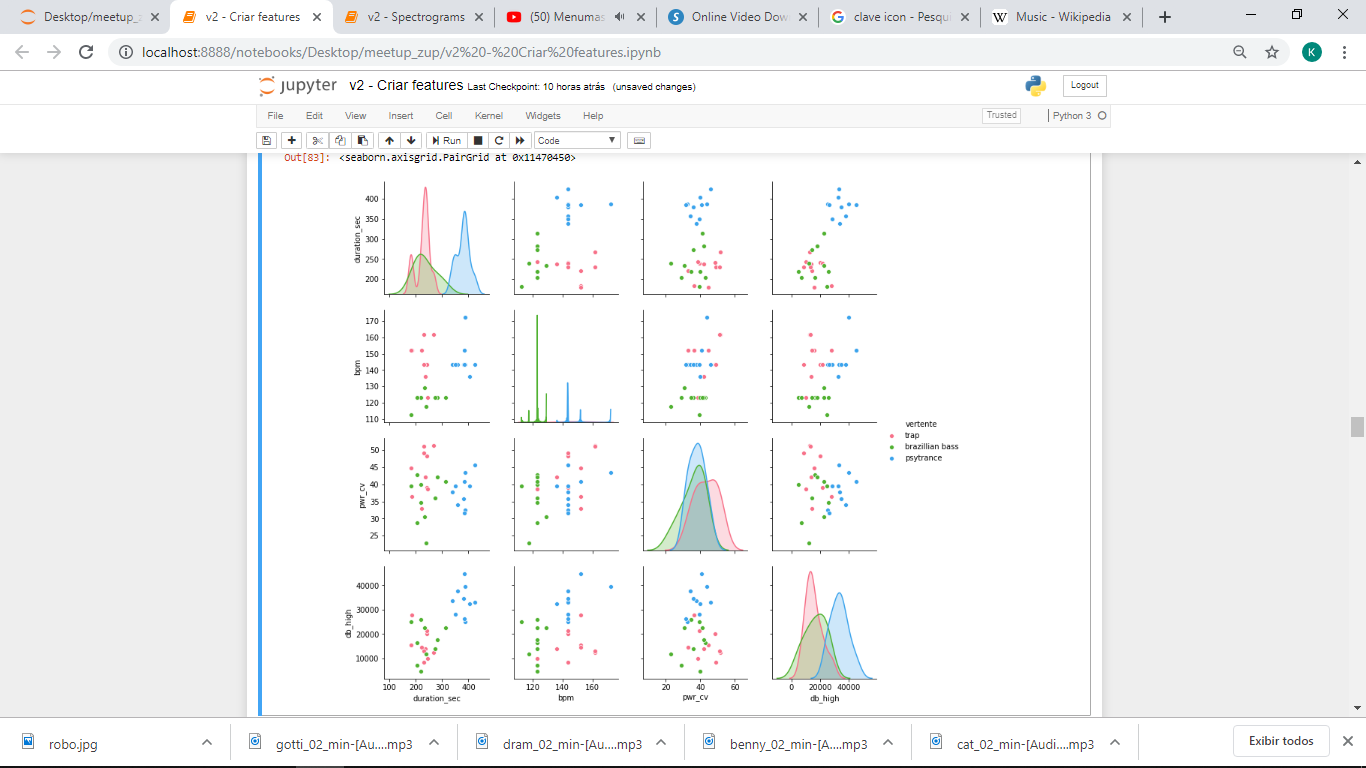 Desktop/meetup_z
v2 - Criar features
v2 - Spectrograms
(50) Menumas
Online Video Dow
clave icon - Pesqu
Music - Wikipedia
localhost:8888/notebooks/Desktop/meetup_zup/v2%20-%20Criar%20features.ipynb
K
jupyter v2 - Criar features Last Checkpoint: 10 horas atrás (unsaved changes)
Logout
File Edit View Insert Cell Kernel Widgets Help
Trusted
Python 3
Run
Code
Out[83]: <seaborn.axisgrid.PairGrid at 0x11470450>
duration_sec
400
350
300
250
200
bpm
170
160
150
140
130
120
110
vertente
trap
brazillian bass
psytrance
pwr_cv
50
45
40
35
30
25
db_high
40000
30000
20000
10000
100 200 300 400
120 140 160
20 40 60
0 20000 40000
duration_sec
bpm
pwr_cv
db_high
robo.jpg
gotti_02_min-[Au....mp3
dram_02_min-[Au....mp3
benny_02_min-[A....mp3
cat_02_min-[Audi....mp3
Exibir todos